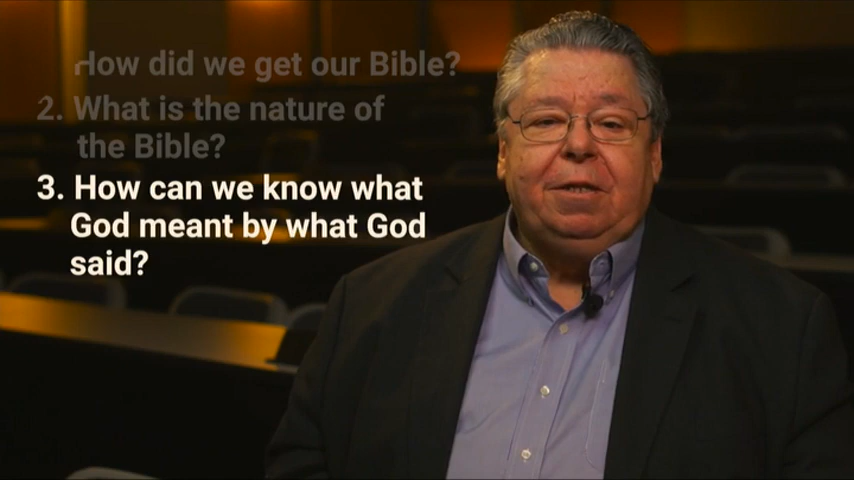 How did we get our Bible?
2. What is the nature of
the Bible?
3. How can we know what
God meant by what God
said?